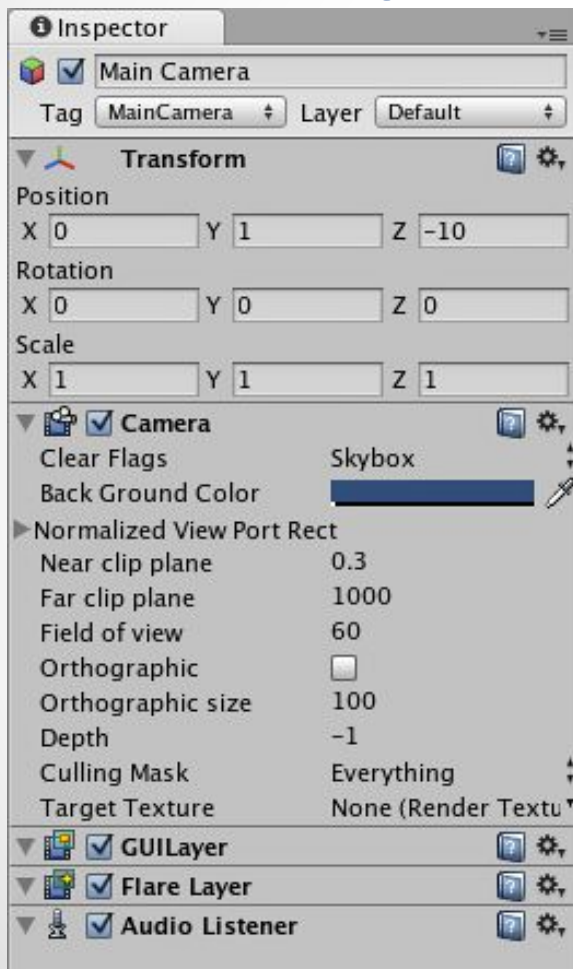 Inspector
Main Camera
Tag MainCamera Layer Default
Transform
Position
X 0 Y 1 Z -10
Rotation
X 0 Y 0 Z 0
Scale
X 1 Y 1 Z 1
Camera
Clear Flags Skybox
Back Ground Color
Normalized View Port Rect
Near clip plane 0.3
Far clip plane 1000
Field of view 60
Orthographic
Orthographic size 100
Depth -1
Culling Mask Everything
Target Texture None (Render Textu
GUILayer
Flare Layer
Audio Listener